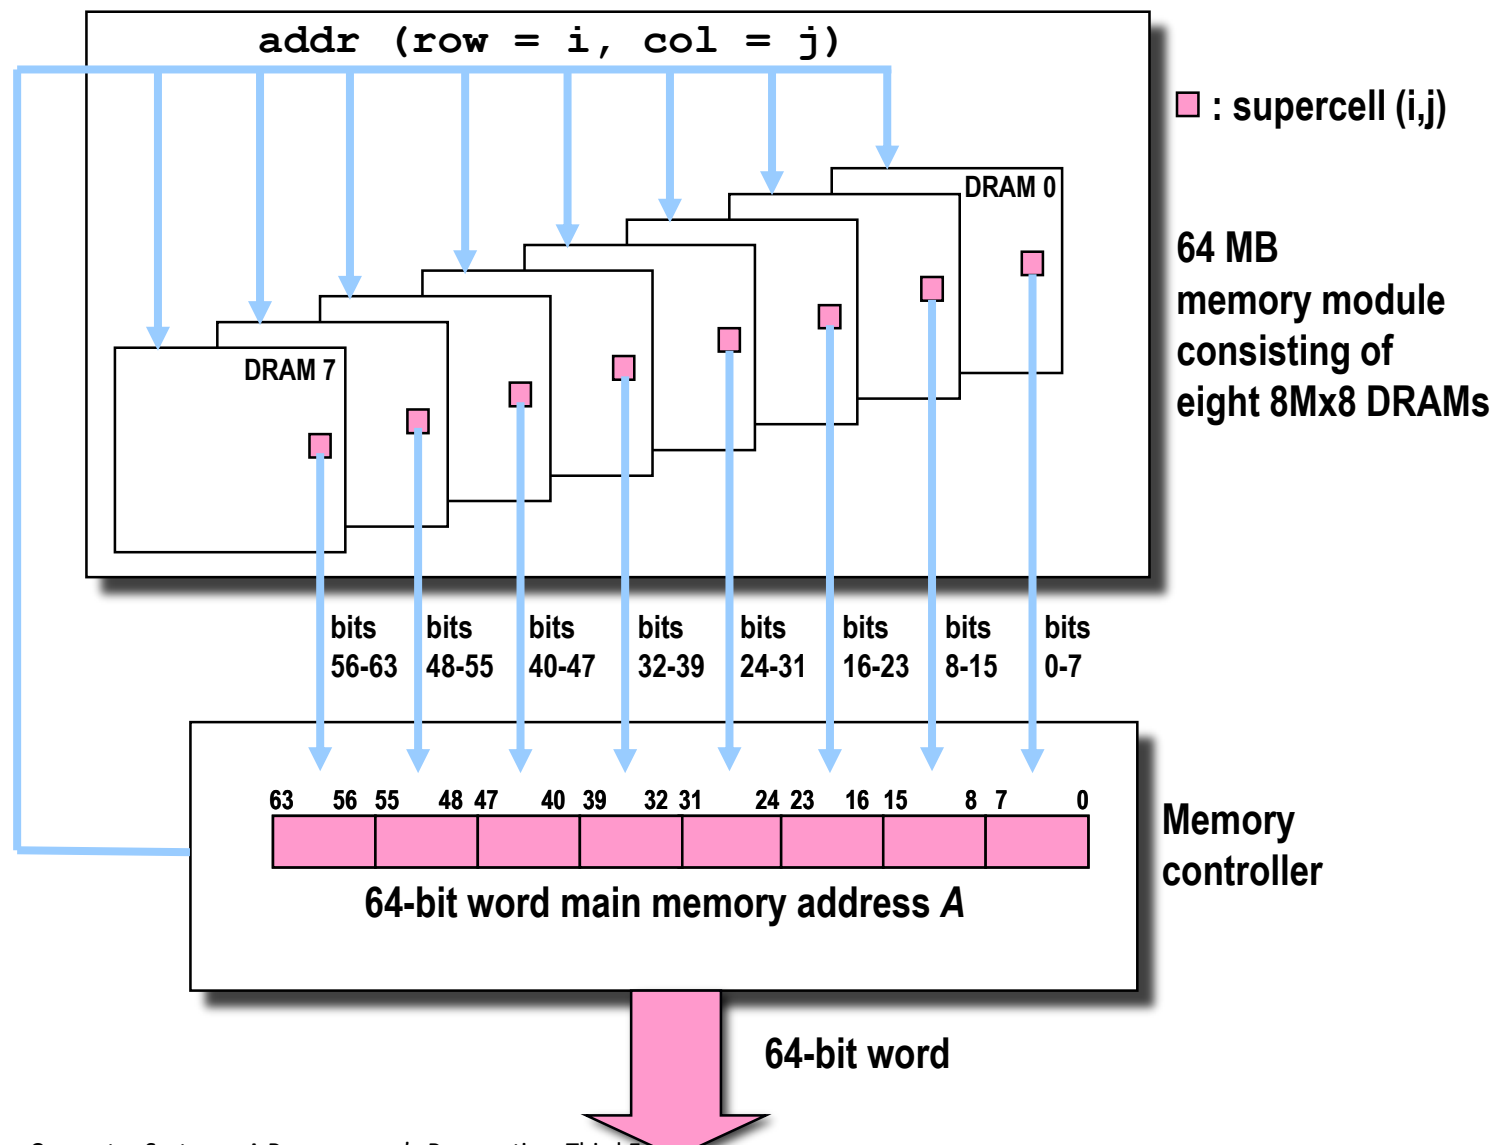 addr (row = i, col = j)
: supercell (i,j)
DRAM 0
64 MB
memory module
consisting of
eight 8Mx8 DRAMs
DRAM 7
bits
56-63
bits
48-55
bits
40-47
bits
32-39
bits
24-31
bits
16-23
bits
8-15
bits
0-7
63 56 55 48 47 40 39 32 31 24 23 16 15 8 7 0
64-bit word main memory address A
Memory
controller
64-bit word